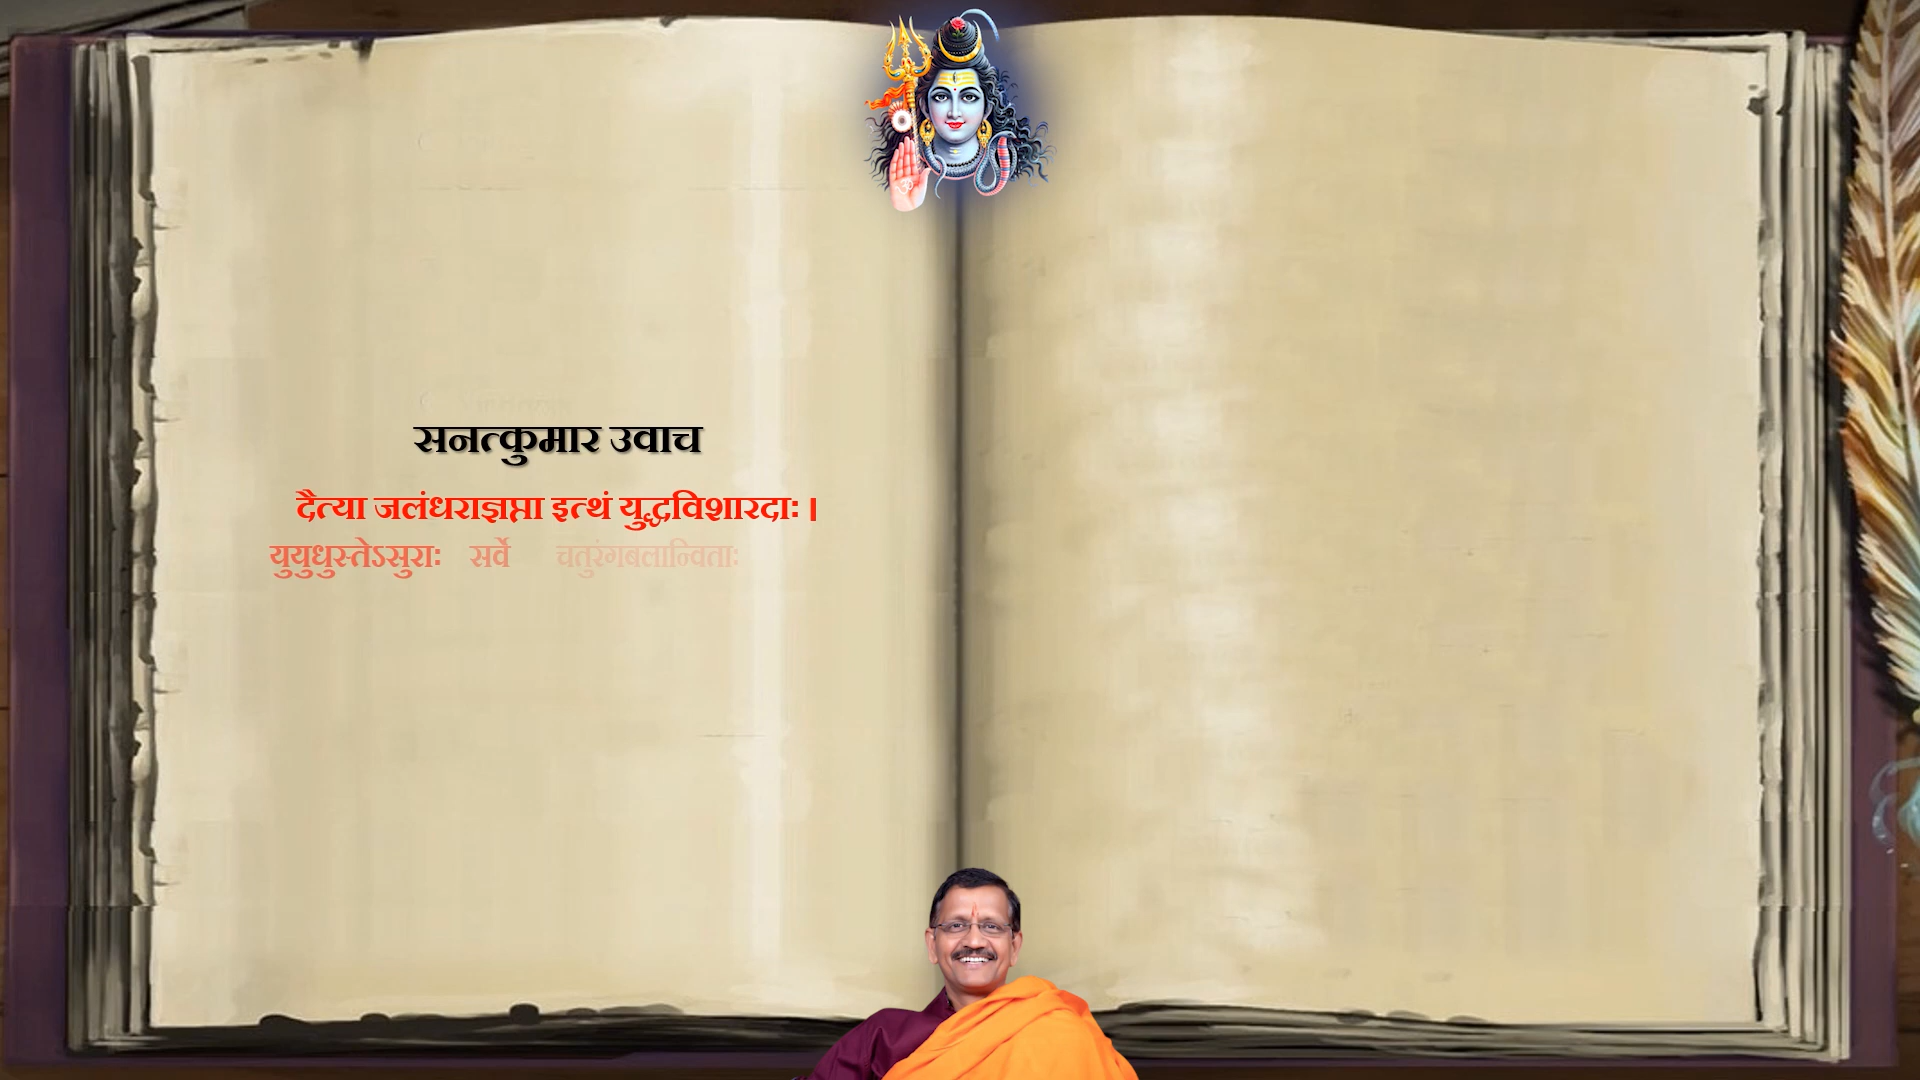 सनत्कुमार उवाच
दैत्या जलंधराज्ञप्ता इत्थं युद्धविशारदाः ।
युयुधुस्तेऽसुराः सर्वे चतुरंगबलान्विताः